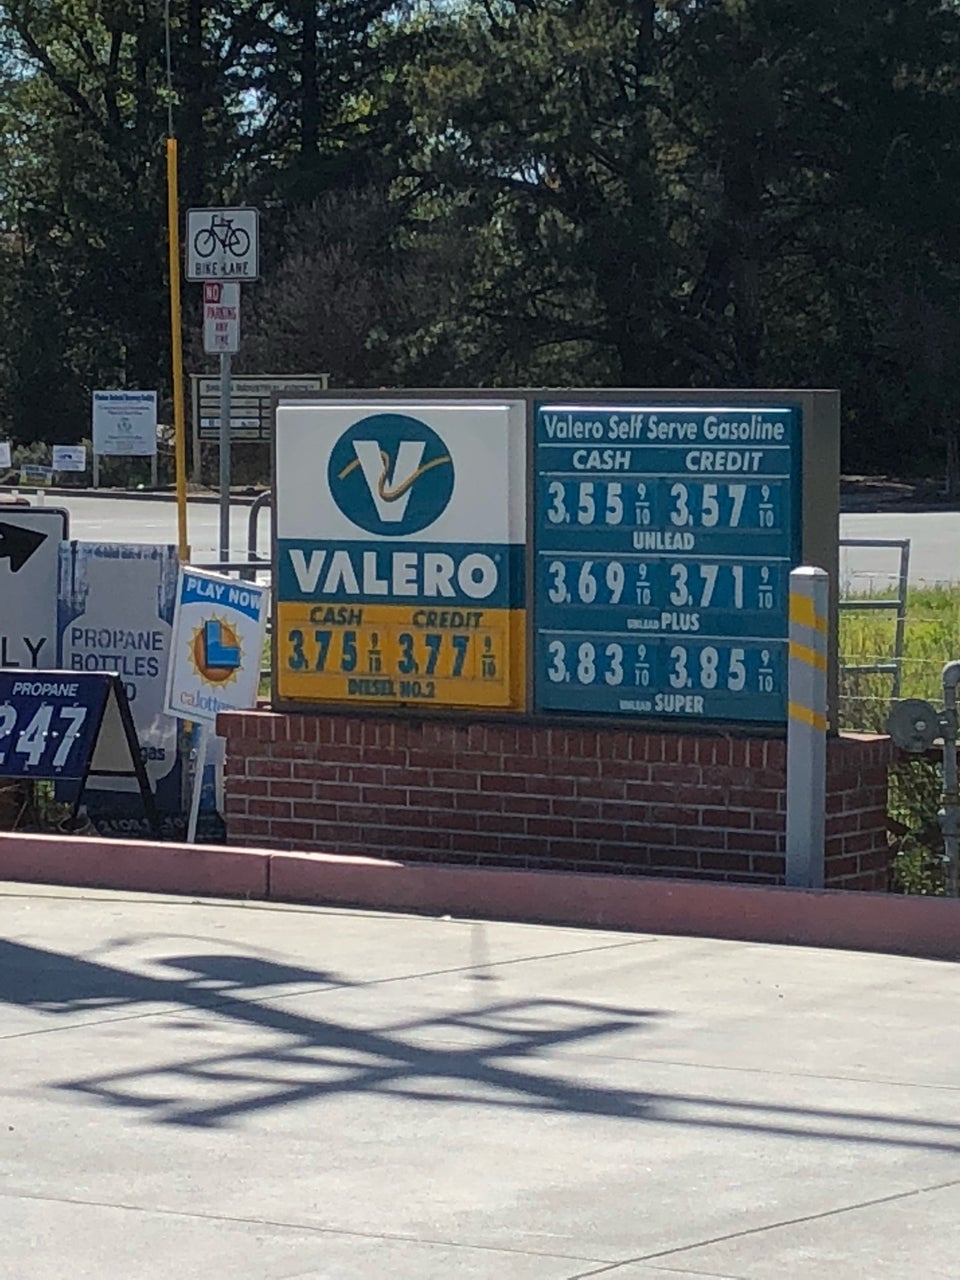 BIKE LANE
NO
PARKING
ANY
TIME
VALERO
CASH CREDIT
3.75 9/10 3.77 9/10
DIESEL NO.2
Valero Self Serve Gasoline
CASH CREDIT
3.55 9/10 3.57 9/10
UNLEAD
3.69 9/10 3.71 9/10
UNLEAD PLUS
3.83 9/10 3.85 9/10
UNLEAD SUPER
PLAY NOW
calottery
PROPANE
BOTTLES
gas
LY
PROPANE
247